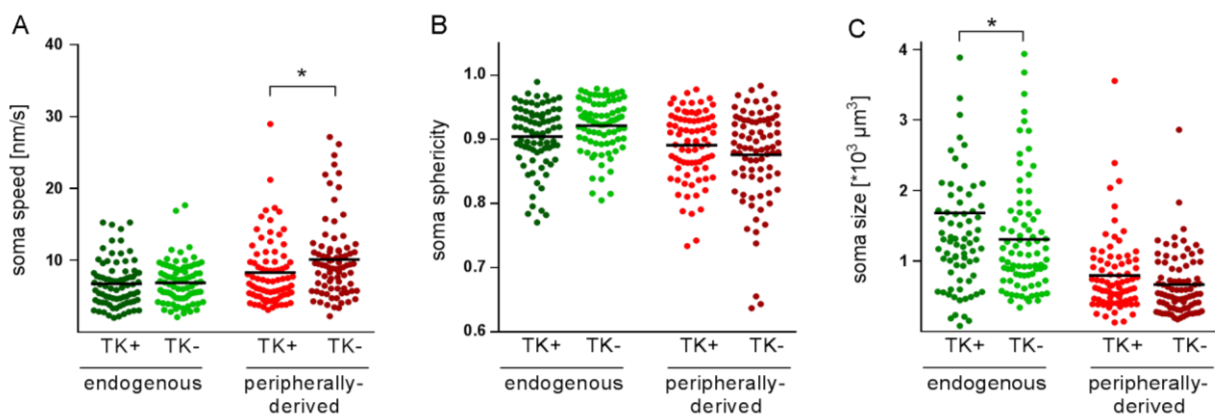 A
soma speed [nm/s]
40
30
20
10
*
TK+ TK- TK+ TK-
endogenous peripherally-
derived
B
soma sphericity
1.0
0.9
0.8
0.7
0.6
TK+ TK- TK+ TK-
endogenous peripherally-
derived
C
soma size [*10³ µm³]
4
3
2
1
*
TK+ TK- TK+ TK-
endogenous peripherally-
derived